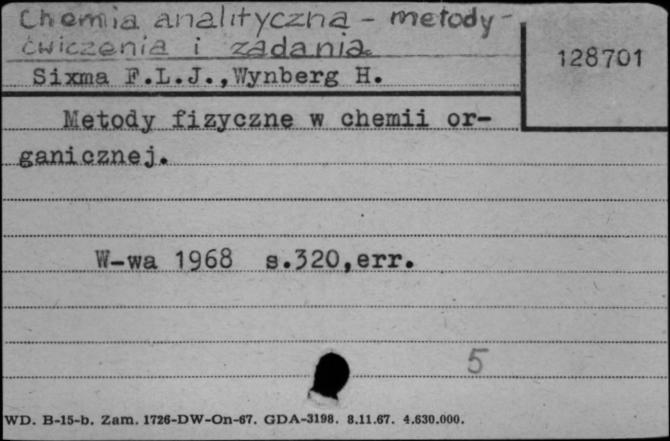 Chemia analityczna - metody -
ćwiczenia i zadania
128701
Sixma F.L.J.,Wynberg H.
Metody fizyczne w chemii or-
ganicznej.
W-wa 1968 s.320,err.
5
WD. B-15-b. Zam. 1726-DW-On-67. GDA-3198. 8.11.67. 4.630.000.